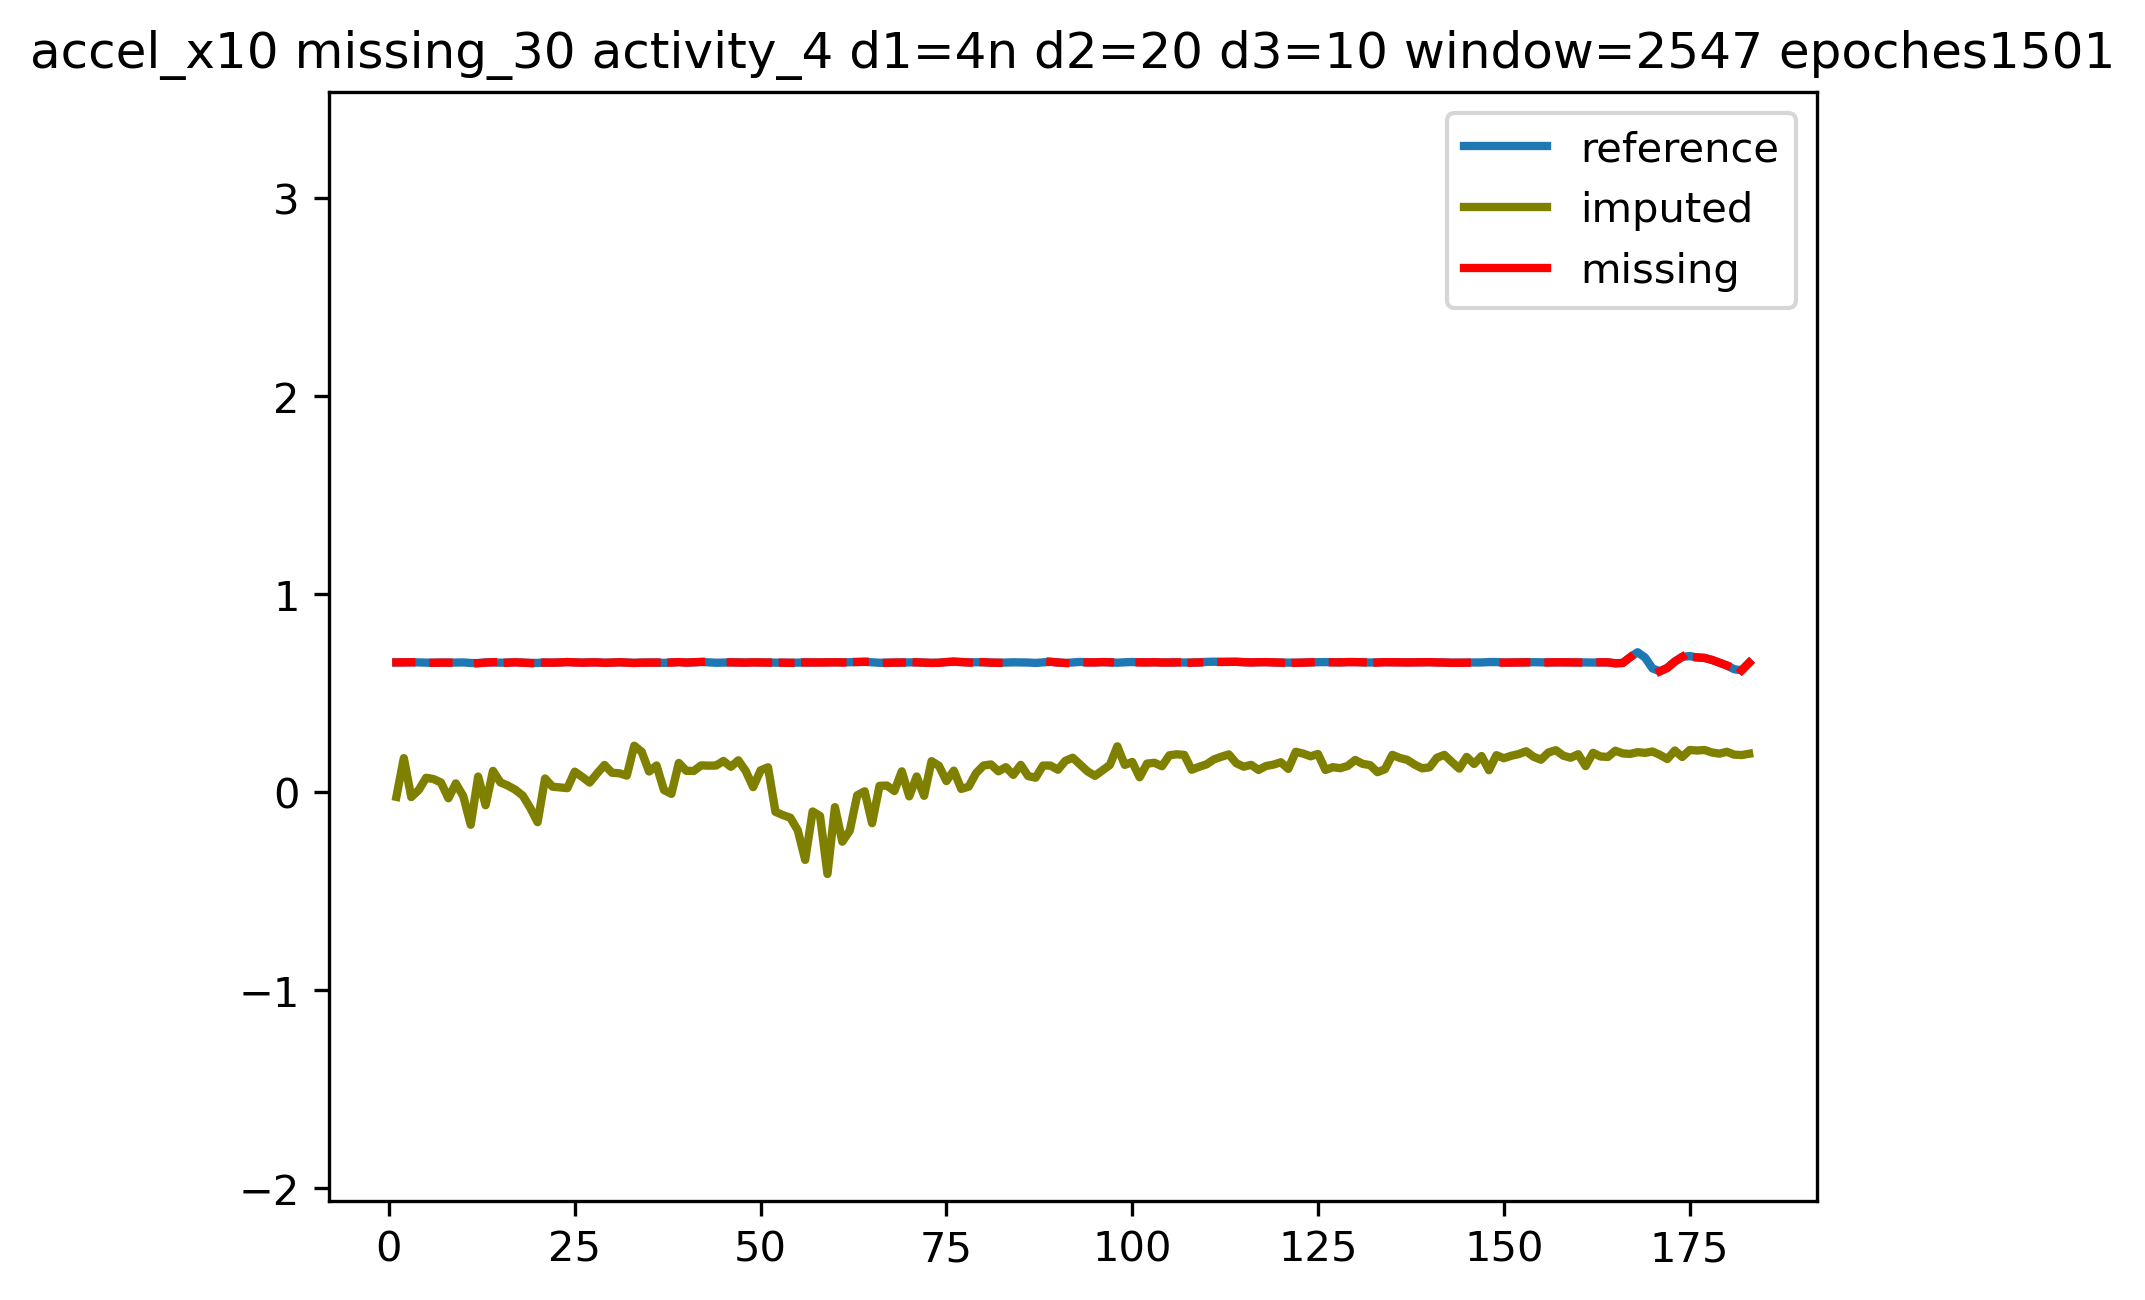 accel_x10 missing_30 activity_4 d1=4n d2=20 d3=10 window=2547 epoches1501
reference
imputed
missing
3
2
1
0
−1
−2
0 25 50 75 100 125 150 175